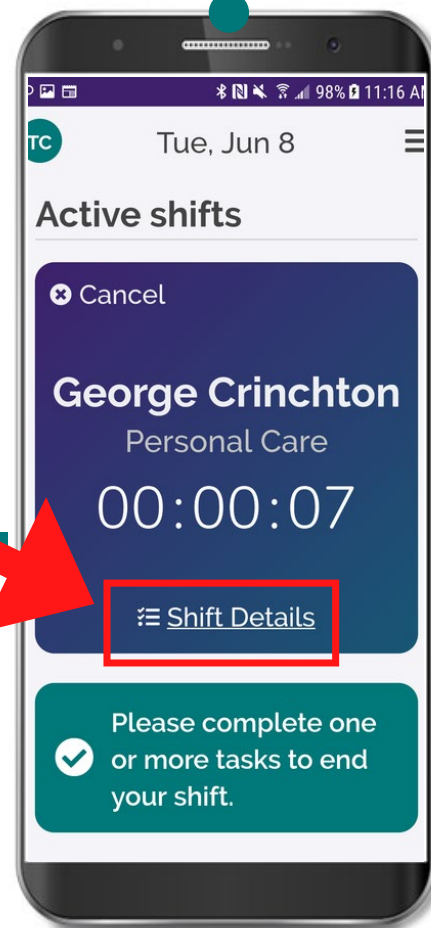 98% 11:16 A
TC
Tue, Jun 8
Active shifts
Cancel
George Crinchton
Personal Care
00:00:07
Shift Details
Please complete one
or more tasks to end
your shift.